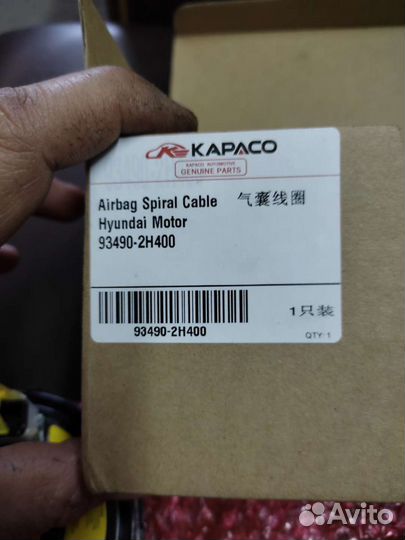 KAPACO
KAPACO AUTOMOTIVE
GENUINE PARTS
Airbag Spiral Cable 气囊线圈
Hyundai Motor
93490-2H400
93490-2H400
1只装
QTY: 1
Avito